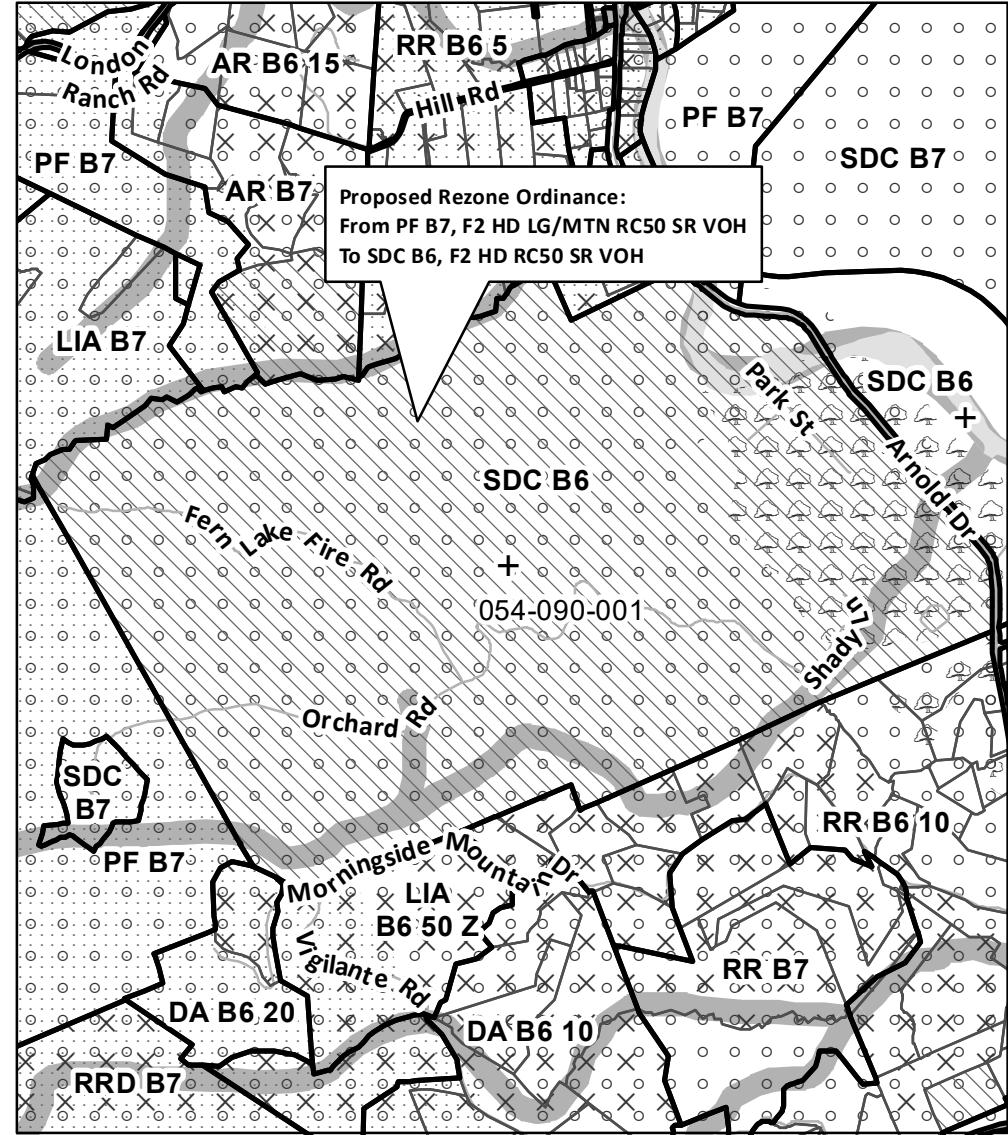 London
Ranch Rd
AR B6 15
RR B6 5
Hill Rd
PF B7
SDC B7
PF B7
AR B7
Proposed Rezone Ordinance:
From PF B7, F2 HD LG/MTN RC50 SR VOH
To SDC B6, F2 HD RC50 SR VOH
LIA B7
Park St
SDC B6
Arnold Dr
SDC B6
Fern Lake Fire Rd
054-090-001
Shady Ln
Orchard Rd
SDC
B7
RR B6 10
PF B7
Morningside Mountain Dr
LIA
B6 50 Z
Vigilante Rd
RR B7
DA B6 20
DA B6 10
RRD B7